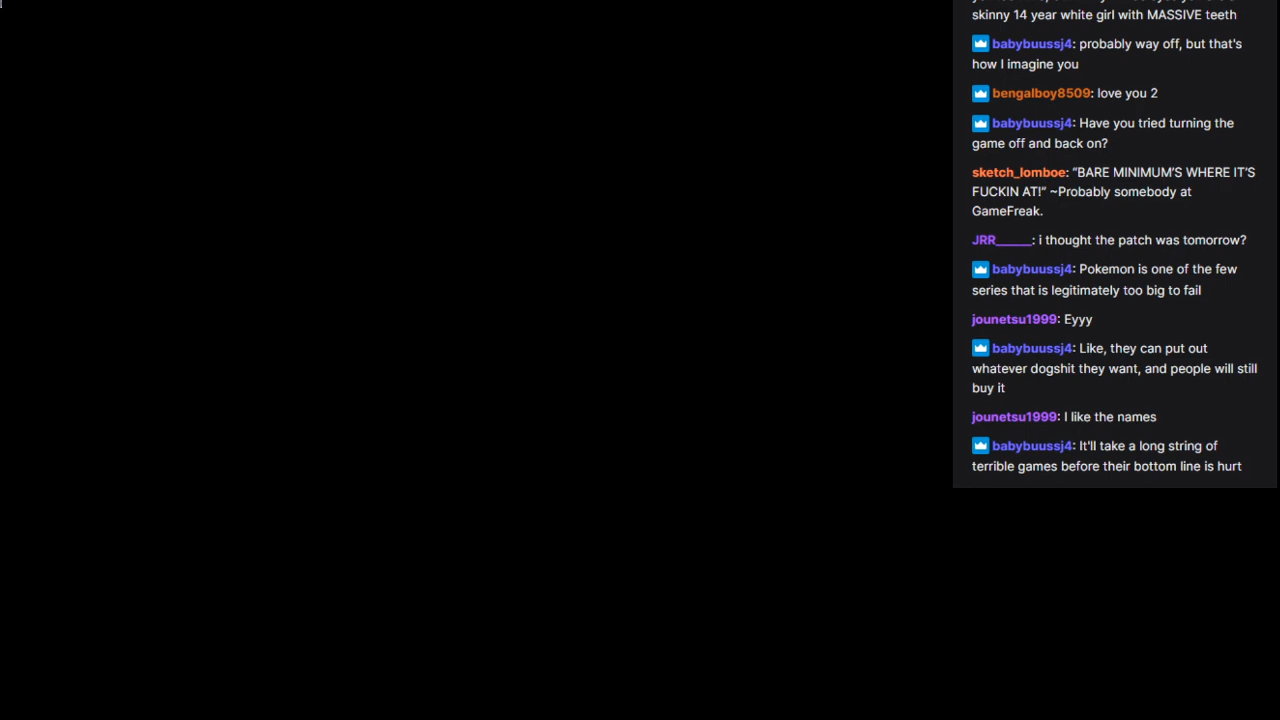 skinny 14 year white girl with MASSIVE teeth
babybuussj4: probably way off, but that's
how I imagine you
bengalboy8509: love you 2
babybuussj4: Have you tried turning the
game off and back on?
sketch_lomboe: “BARE MINIMUM’S WHERE IT’S
FUCKIN AT!” ~Probably somebody at
GameFreak.
JRR_____: i thought the patch was tomorrow?
babybuussj4: Pokemon is one of the few
series that is legitimately too big to fail
jounetsu1999: Eyyy
babybuussj4: Like, they can put out
whatever dogshit they want, and people will still
buy it
jounetsu1999: I like the names
babybuussj4: It'll take a long string of
terrible games before their bottom line is hurt